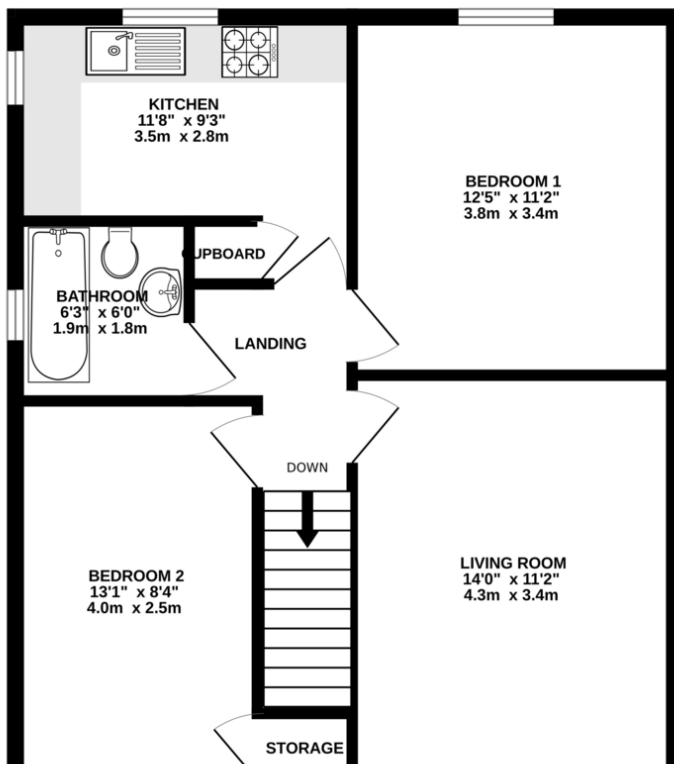 KITCHEN
11'8" x 9'3"
3.5m x 2.8m
BEDROOM 1
12'5" x 11'2"
3.8m x 3.4m
CUPBOARD
BATHROOM
6'3" x 6'0"
1.9m x 1.8m
LANDING
DOWN
LIVING ROOM
14'0" x 11'2"
4.3m x 3.4m
BEDROOM 2
13'1" x 8'4"
4.0m x 2.5m
STORAGE